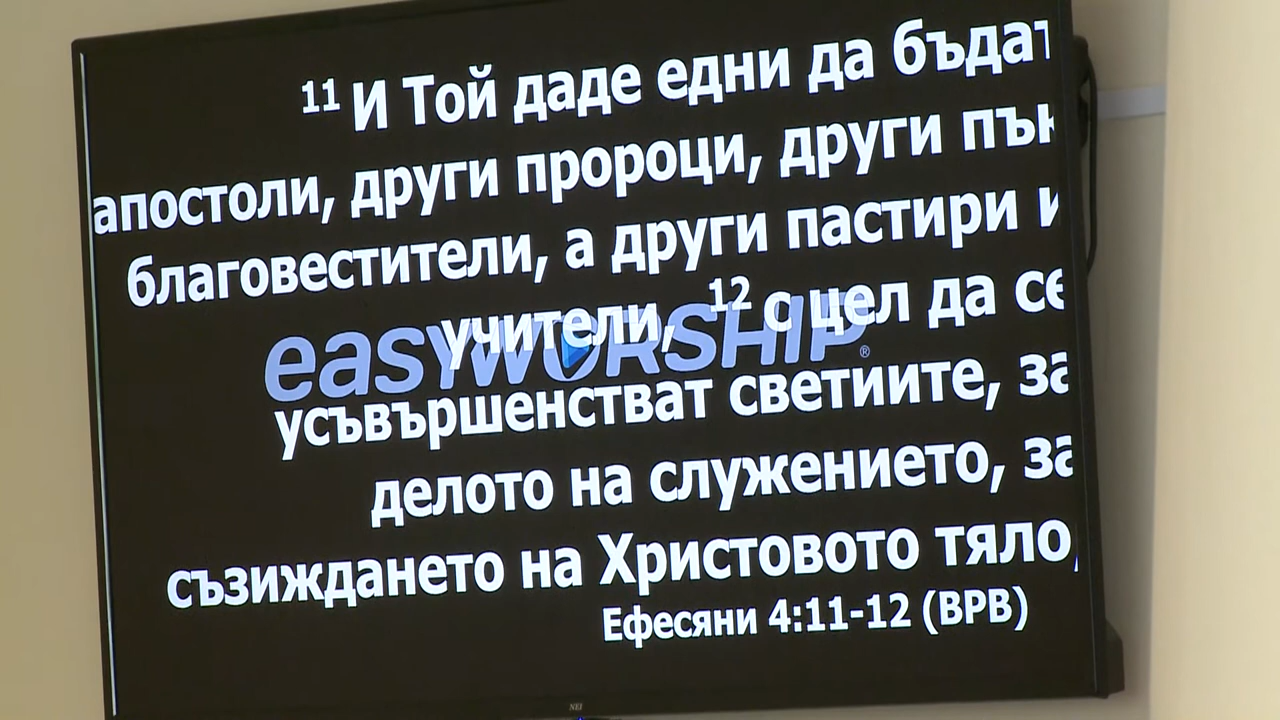 11 И Той даде едни да бъдат
апостоли, други пророци, други пък
благовестители, а други пастири и
учители, 12 с цел да се
easyworship®
усъвършенстват светиите, за
делото на служението, за
съзиждането на Христовото тяло,
Ефесяни 4:11-12 (ВРВ)
NEI